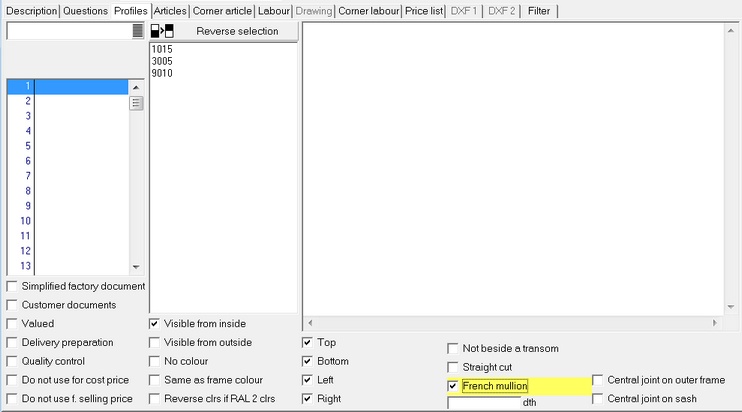 Description Questions Profiles Articles Corner article Labour Drawing Corner labour Price list DXF 1 DXF 2 Filter
Reverse selection
1015
3005
9010
1
2
3
4
5
6
7
8
9
10
11
12
13
Simplified factory document
Customer documents
Valued
Delivery preparation
Quality control
Do not use for cost price
Do not use f. selling price
Visible from inside
Visible from outside
No colour
Same as frame colour
Reverse clrs if RAL 2 clrs
Top
Bottom
Left
Right
Not beside a transom
Straight cut
French mullion
dth
Central joint on outer frame
Central joint on sash